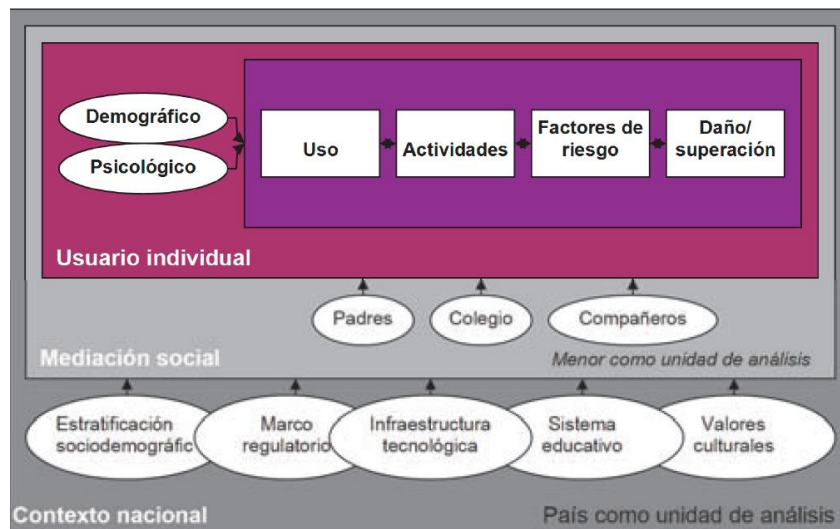 Demográfico
Psicológico
Uso
Actividades
Factores de
riesgo
Daño/
superación
Usuario individual
Padres
Colegio
Compañeros
Mediación social
Menor como unidad de análisis
Estratificación
sociodemográfic
Marco
regulatorio
Infraestructura
tecnológica
Sistema
educativo
Valores
culturales
Contexto nacional
País como unidad de análisis